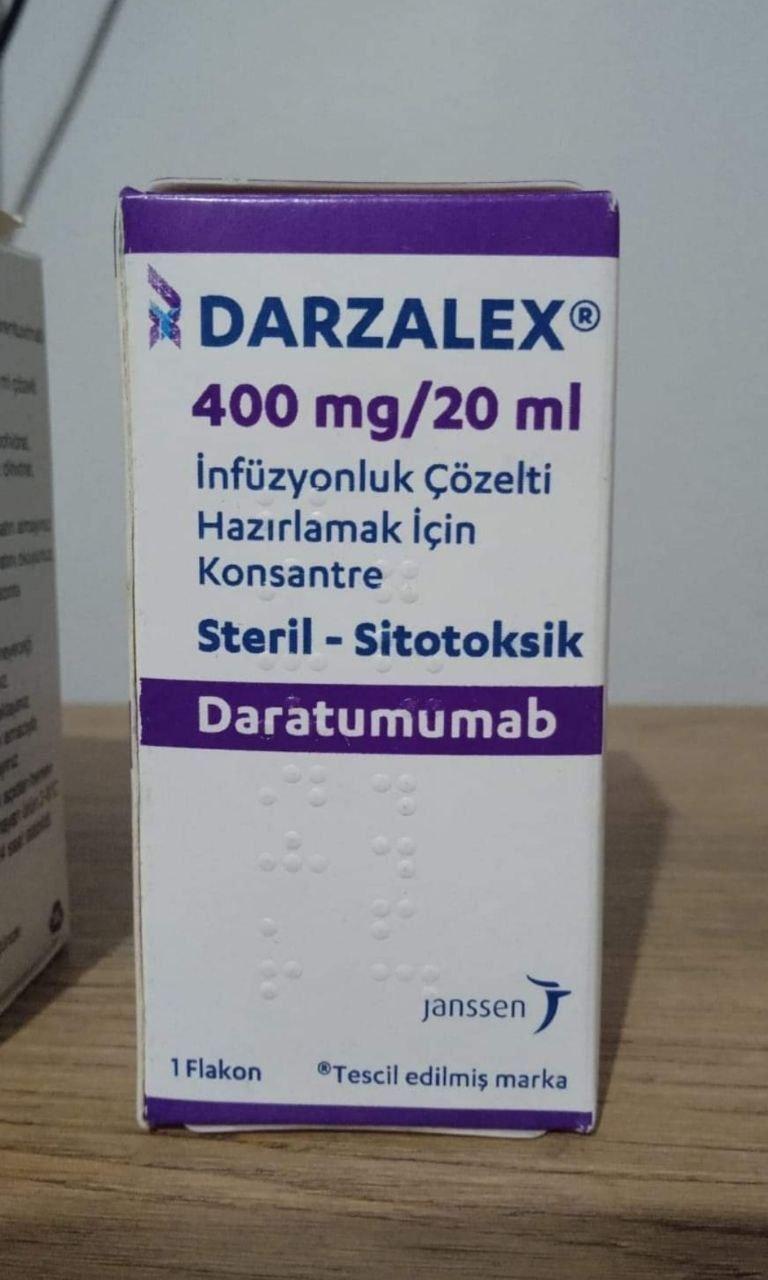 DARZALEX®
400 mg/20 ml
İnfüzyonluk Çözelti
Hazırlamak İçin
Konsantre
Steril - Sitotoksik
Daratumumab
Janssen
1 Flakon
®Tescil edilmiş marka